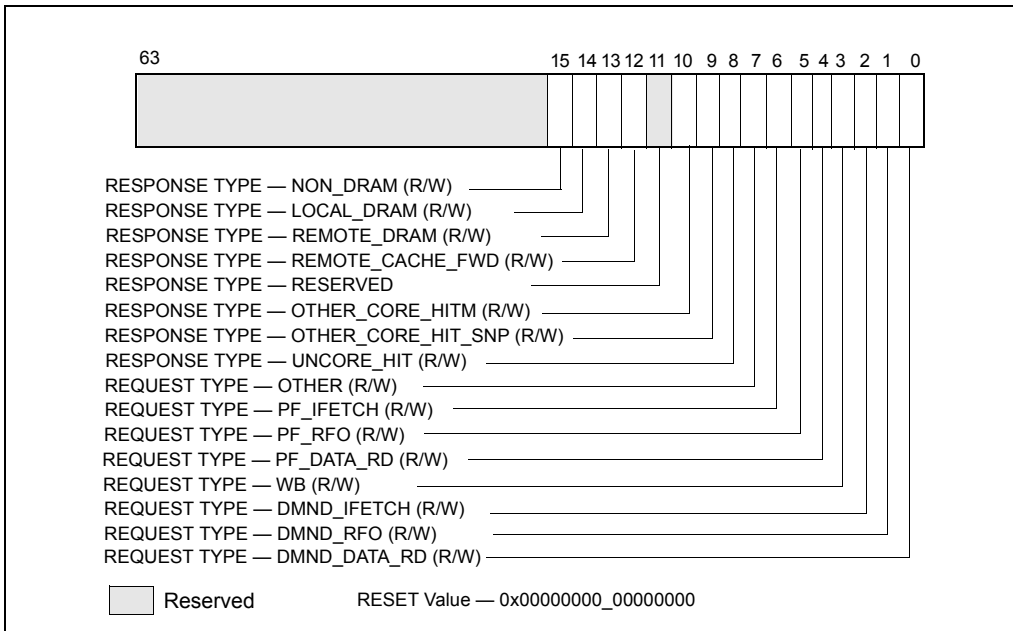 63 15 14 13 12 11 10 9 8 7 6 5 4 3 2 1 0
RESPONSE TYPE — NON_DRAM (R/W)
RESPONSE TYPE — LOCAL_DRAM (R/W)
RESPONSE TYPE — REMOTE_DRAM (R/W)
RESPONSE TYPE — REMOTE_CACHE_FWD (R/W)
RESPONSE TYPE — RESERVED
RESPONSE TYPE — OTHER_CORE_HITM (R/W)
RESPONSE TYPE — OTHER_CORE_HIT_SNP (R/W)
RESPONSE TYPE — UNCORE_HIT (R/W)
REQUEST TYPE — OTHER (R/W)
REQUEST TYPE — PF_IFETCH (R/W)
REQUEST TYPE — PF_RFO (R/W)
REQUEST TYPE — PF_DATA_RD (R/W)
REQUEST TYPE — WB (R/W)
REQUEST TYPE — DMND_IFETCH (R/W)
REQUEST TYPE — DMND_RFO (R/W)
REQUEST TYPE — DMND_DATA_RD (R/W)
Reserved RESET Value — 0x00000000_00000000